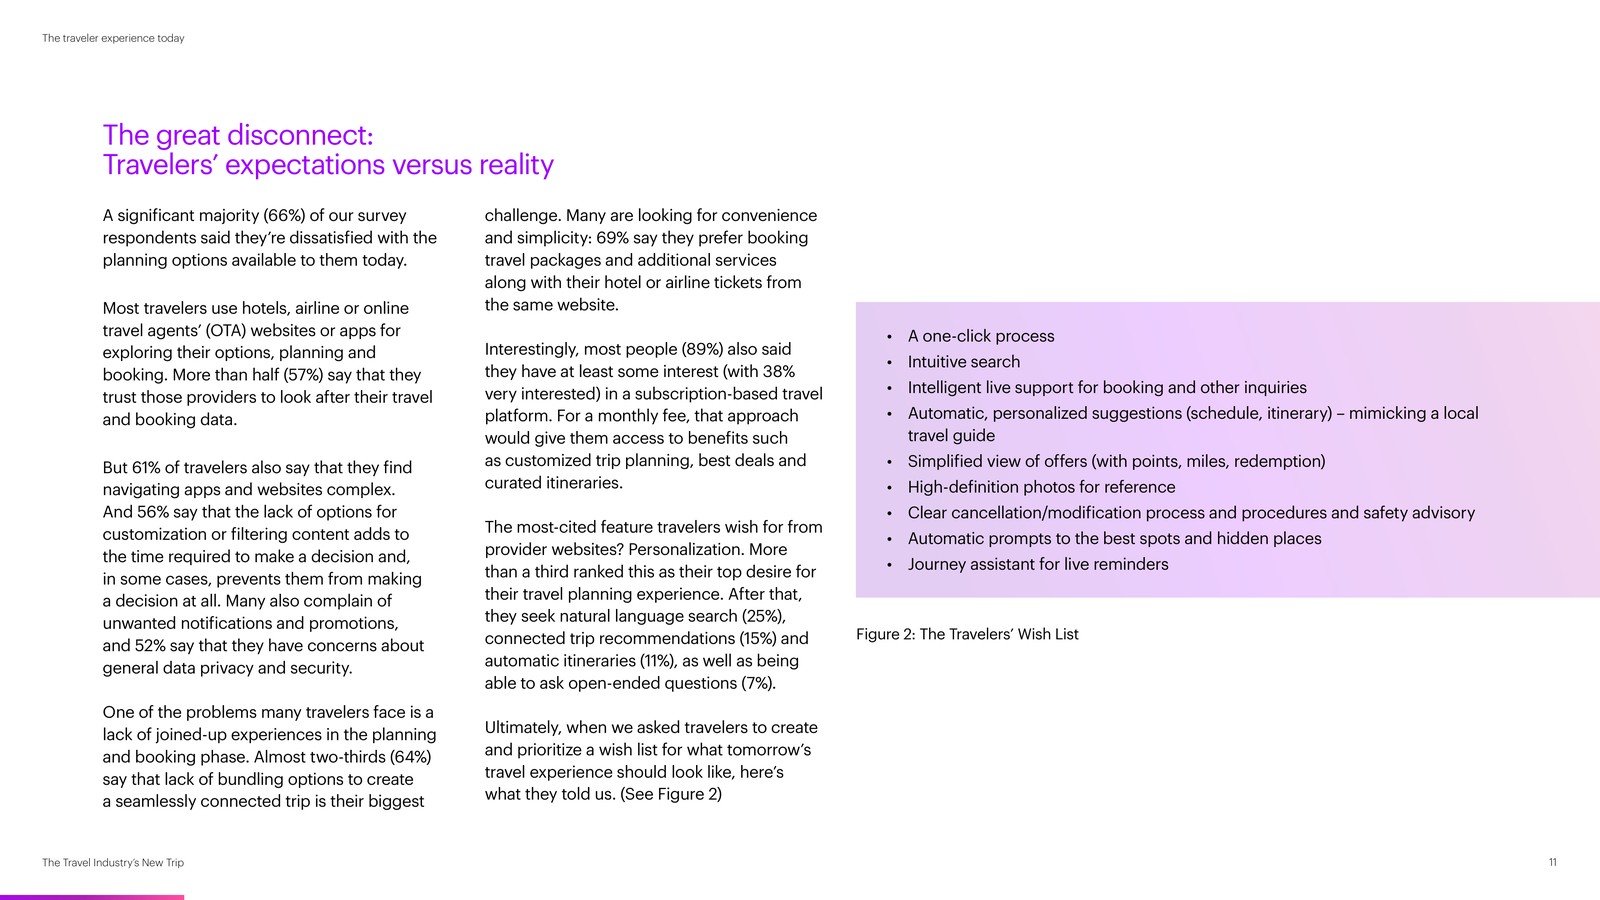 The traveler experience today
The great disconnect:
Travelers’ expectations versus reality
A significant majority (66%) of our survey
respondents said they’re dissatisfied with the
planning options available to them today.
Most travelers use hotels, airline or online
travel agents’ (OTA) websites or apps for
exploring their options, planning and
booking. More than half (57%) say that they
trust those providers to look after their travel
and booking data.
But 61% of travelers also say that they find
navigating apps and websites complex.
And 56% say that the lack of options for
customization or filtering content adds to
the time required to make a decision and,
in some cases, prevents them from making
a decision at all. Many also complain of
unwanted notifications and promotions,
and 52% say that they have concerns about
general data privacy and security.
One of the problems many travelers face is a
lack of joined-up experiences in the planning
and booking phase. Almost two-thirds (64%)
say that lack of bundling options to create
a seamlessly connected trip is their biggest
challenge. Many are looking for convenience
and simplicity: 69% say they prefer booking
travel packages and additional services
along with their hotel or airline tickets from
the same website.
Interestingly, most people (89%) also said
they have at least some interest (with 38%
very interested) in a subscription-based travel
platform. For a monthly fee, that approach
would give them access to benefits such
as customized trip planning, best deals and
curated itineraries.
The most-cited feature travelers wish for from
provider websites? Personalization. More
than a third ranked this as their top desire for
their travel planning experience. After that,
they seek natural language search (25%),
connected trip recommendations (15%) and
automatic itineraries (11%), as well as being
able to ask open-ended questions (7%).
Ultimately, when we asked travelers to create
and prioritize a wish list for what tomorrow’s
travel experience should look like, here’s
what they told us. (See Figure 2)
• A one-click process
• Intuitive search
• Intelligent live support for booking and other inquiries
• Automatic, personalized suggestions (schedule, itinerary) – mimicking a local
travel guide
• Simplified view of offers (with points, miles, redemption)
• High-definition photos for reference
• Clear cancellation/modification process and procedures and safety advisory
• Automatic prompts to the best spots and hidden places
• Journey assistant for live reminders
Figure 2: The Travelers’ Wish List
The Travel Industry’s New Trip
11